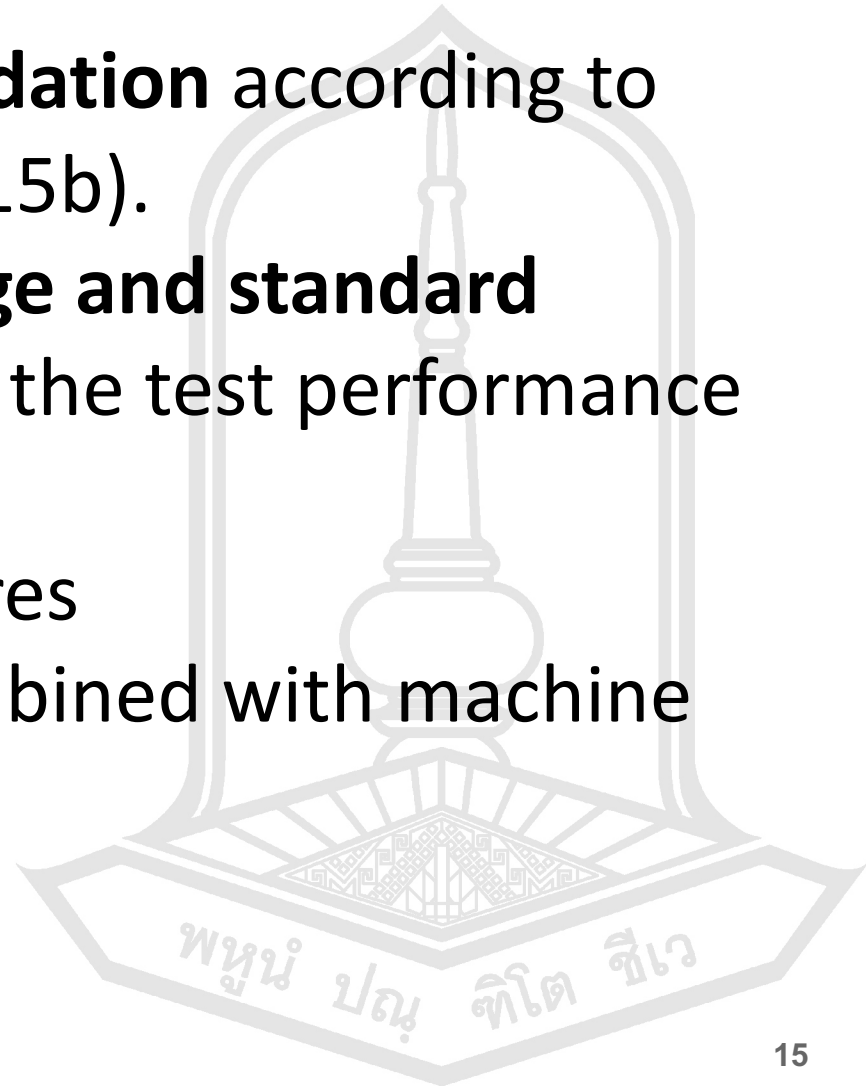 dation according to
15b).
ge and standard
the test performance
res
bined with machine
พหูนํ ปณฺฑิโต ชีเว
15